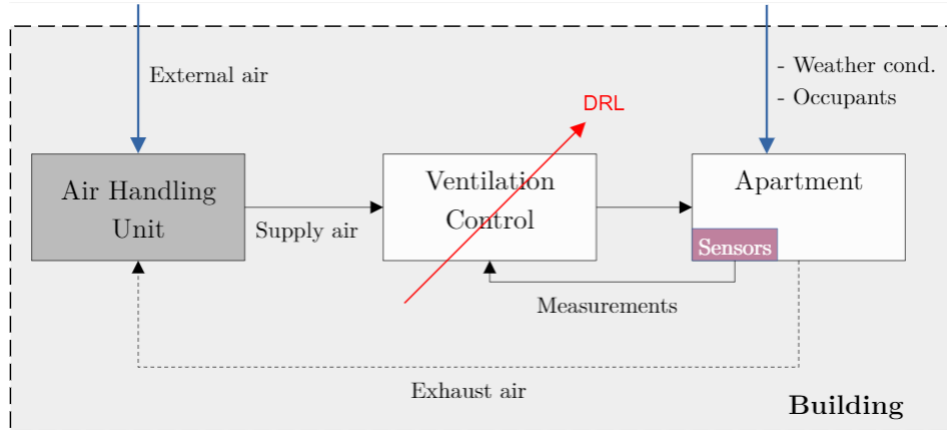 External air
- Weather cond.
- Occupants
DRL
Air Handling
Unit
Supply air
Ventilation
Control
Apartment
Sensors
Measurements
Exhaust air
Building